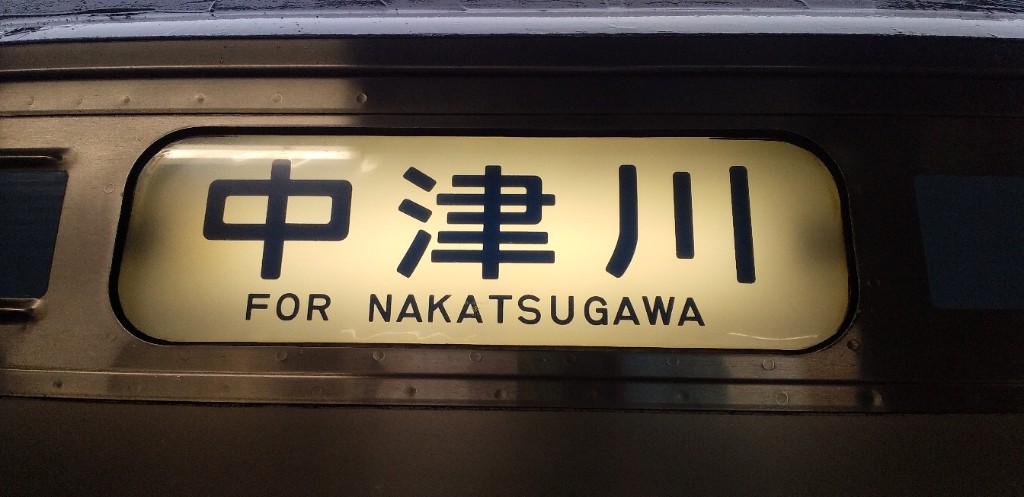 中津川
FOR NAKATSUGAWA